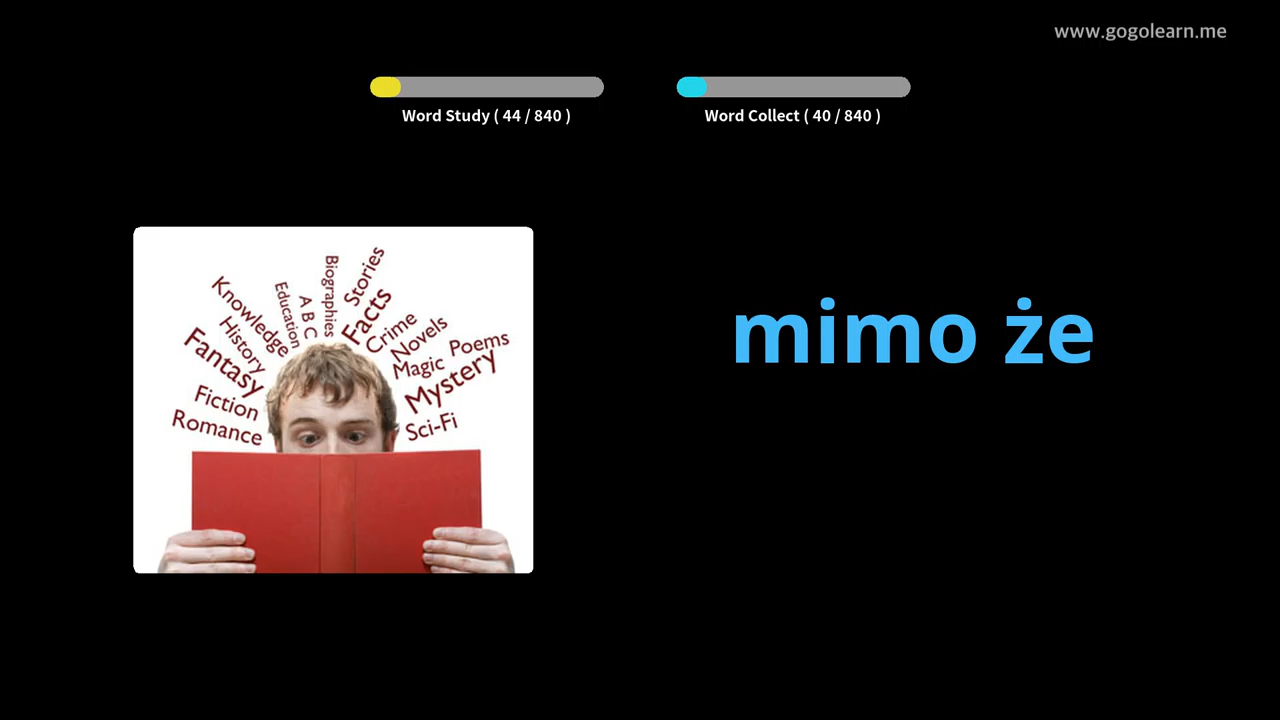 www.gogolearn.me
Word Study ( 44 / 840 )
Word Collect ( 40 / 840 )
Biographies
Stories
Education
A B C
Facts
Knowledge
Crime
History
Novels
Fantasy
Magic
Poems
Fiction
Mystery
Romance
Sci-Fi
mimo że